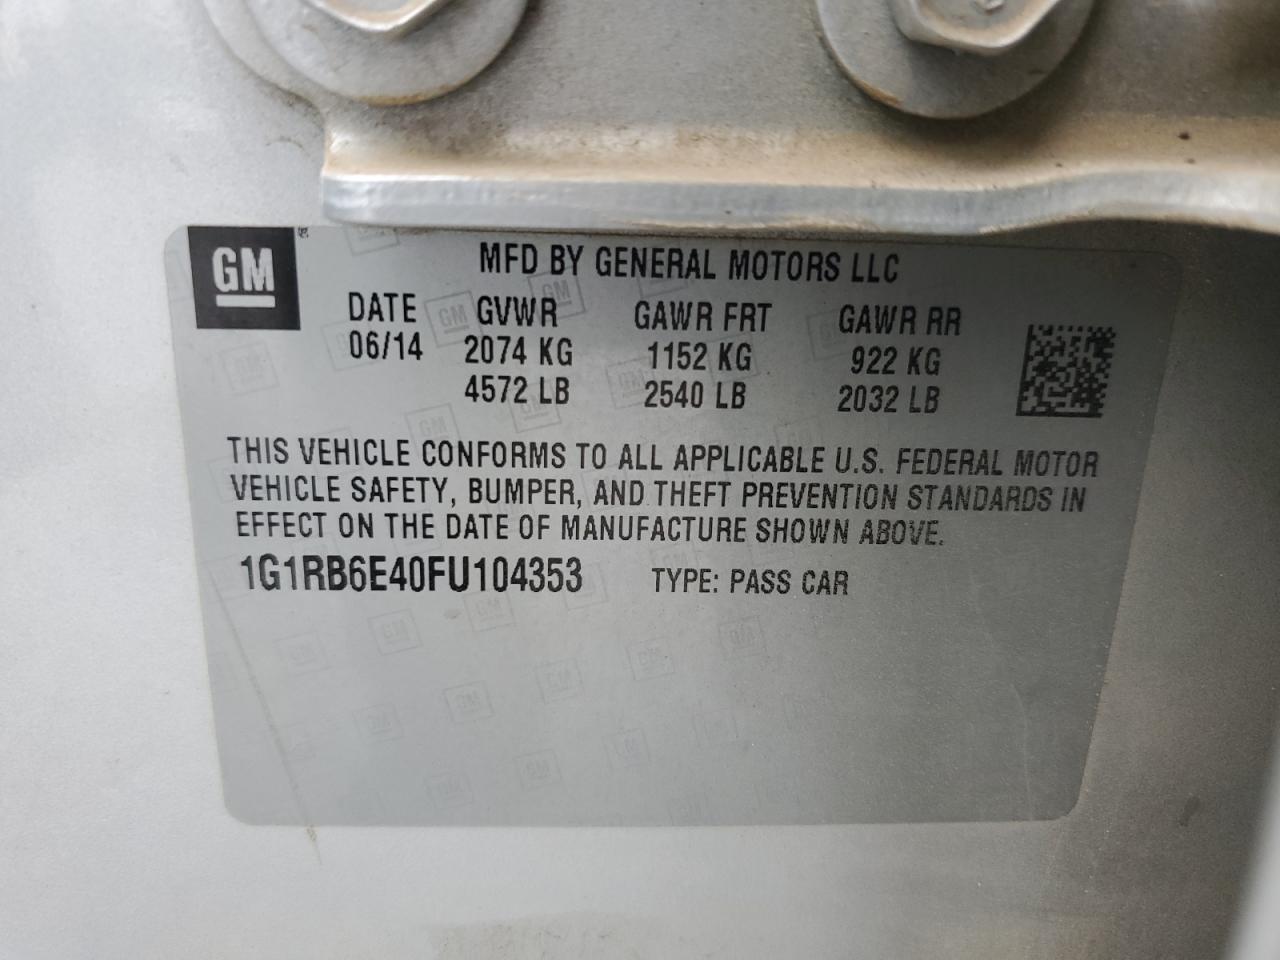 GM
MFD BY GENERAL MOTORS LLC
DATE GVWR GAWR FRT GAWR RR
06/14 2074 KG 1152 KG 922 KG
4572 LB 2540 LB 2032 LB
THIS VEHICLE CONFORMS TO ALL APPLICABLE U.S. FEDERAL MOTOR
VEHICLE SAFETY, BUMPER, AND THEFT PREVENTION STANDARDS IN
EFFECT ON THE DATE OF MANUFACTURE SHOWN ABOVE.
1G1RB6E40FU104353 TYPE: PASS CAR